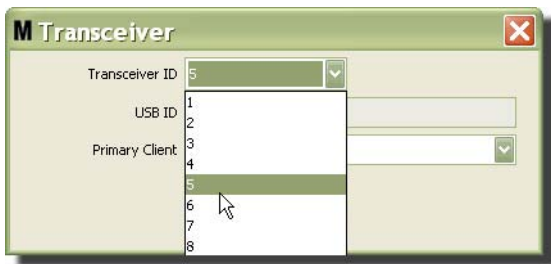 M Transceiver
Transceiver ID 5
1
USB ID
2
Primary Client 3
4
5
6
7
8